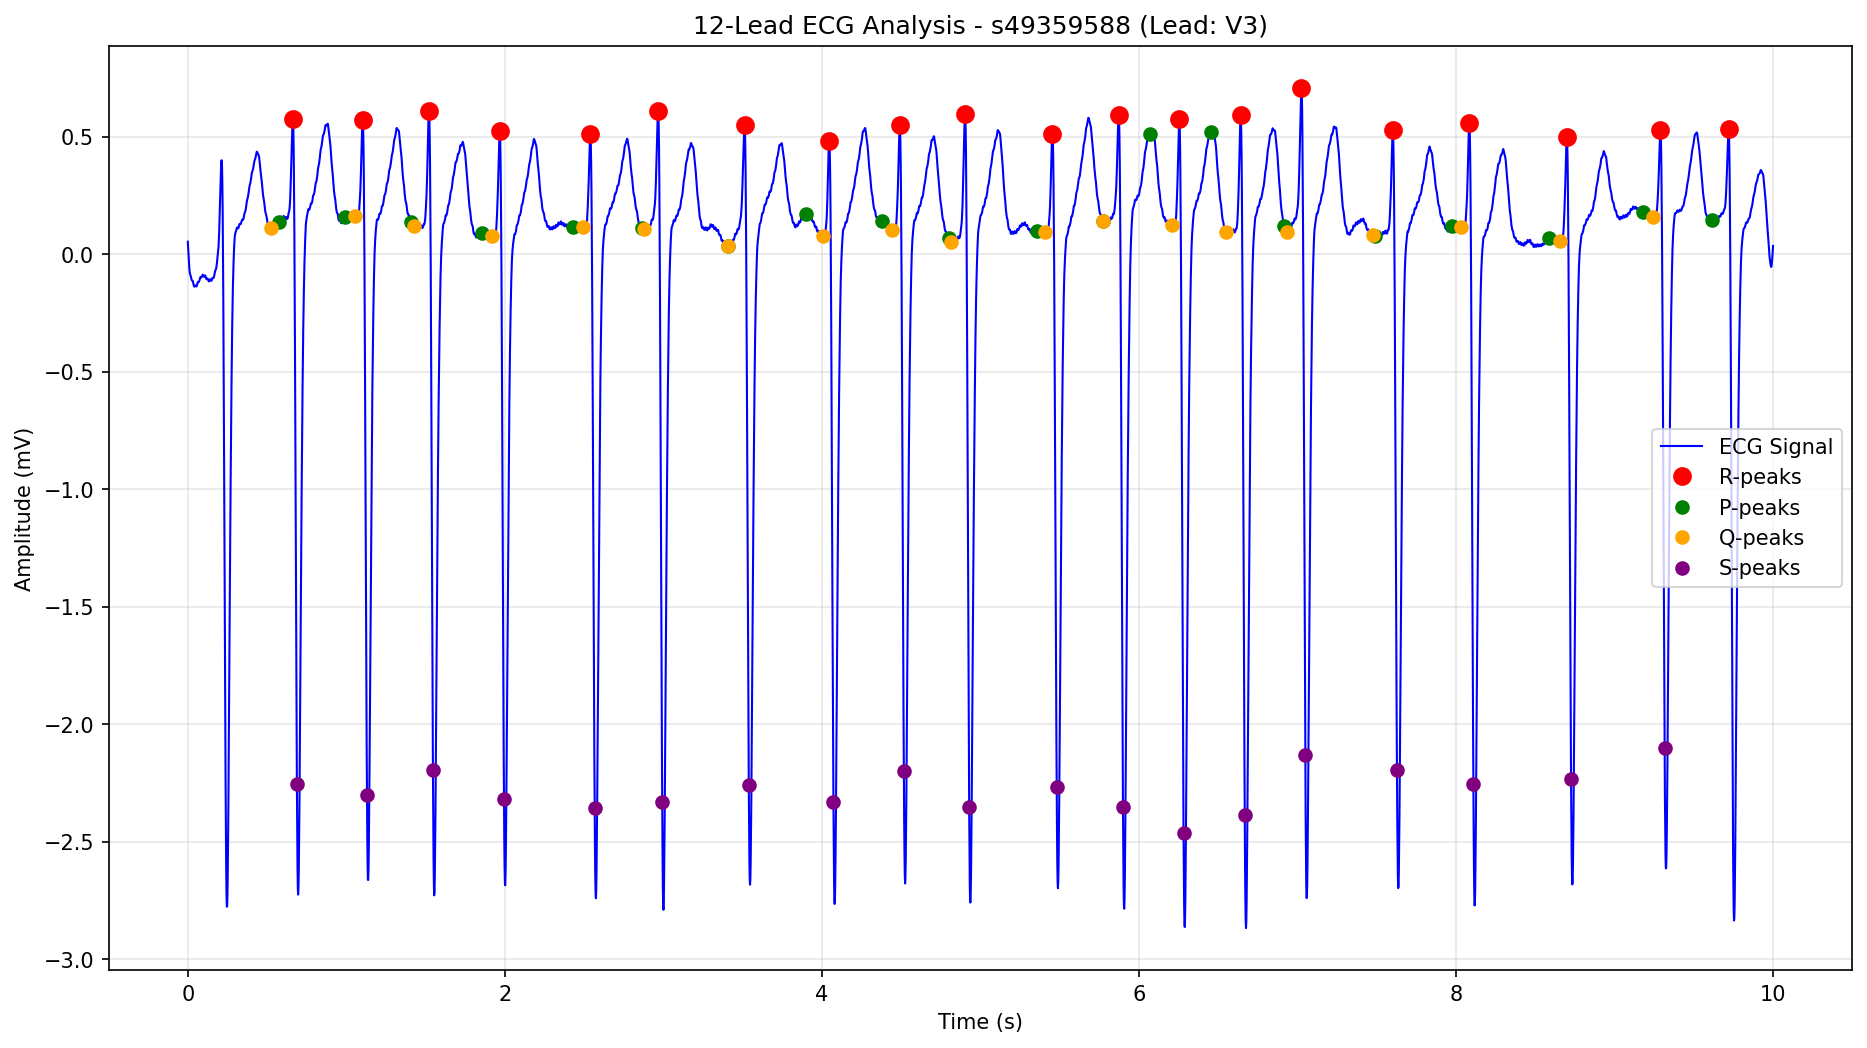 12-Lead ECG Analysis - s49359588 (Lead: V3)
Amplitude (mV)
0.5
0.0
−0.5
−1.0
−1.5
−2.0
−2.5
−3.0
ECG Signal
R-peaks
P-peaks
Q-peaks
S-peaks
0 2 4 6 8 10
Time (s)